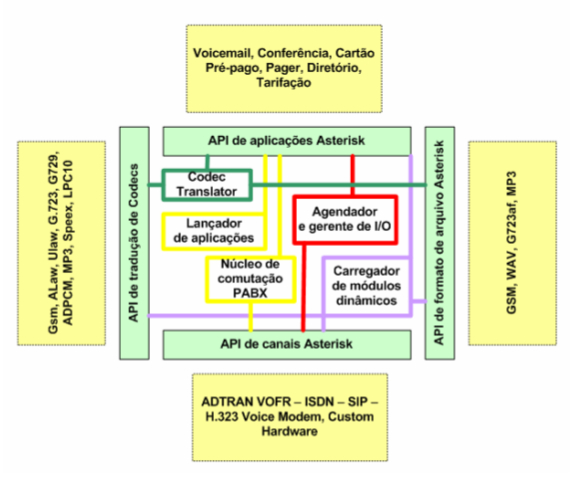 Voicemail, Conferência, Cartão
Pré-pago, Pager, Diretório,
Tarifação
API de aplicações Asterisk
Gsm, ALaw, Ulaw, G.723, G729,
ADPCM, MP3, Speex, LPC10
API de tradução de Codecs
Codec
Translator
Lançador
de aplicações
Agendador
e gerente de I/O
Núcleo de
comutação
PABX
Carregador
de módulos
dinâmicos
API de formato de arquivo Asterisk
GSM, WAV, G723af, MP3
API de canais Asterisk
ADTRAN VOFR – ISDN – SIP –
H.323 Voice Modem, Custom
Hardware